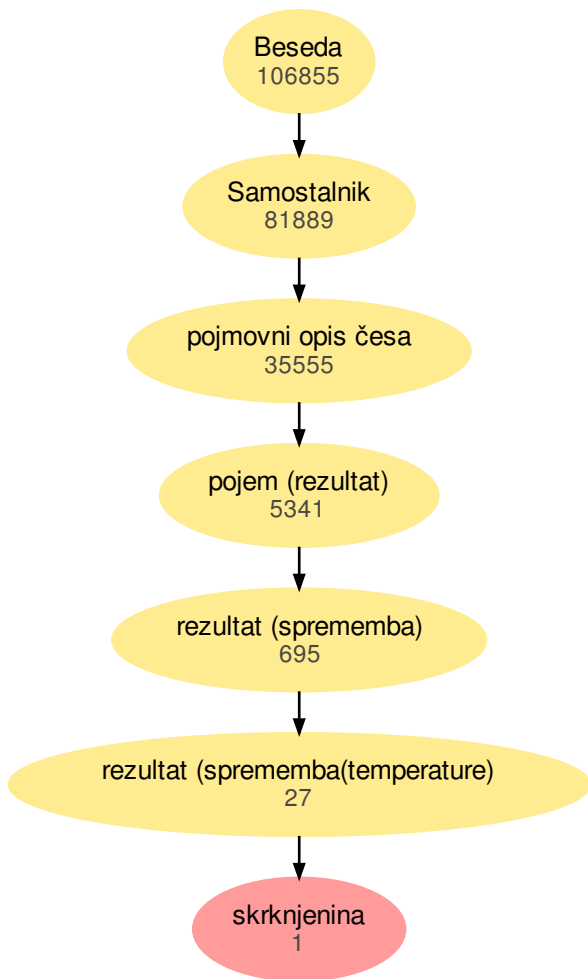 Beseda
106855
Samostalnik
81889
pojmovni opis česa
35555
pojem (rezultat)
5341
rezultat (sprememba)
695
rezultat (sprememba(temperature)
27
skrknjenina
1